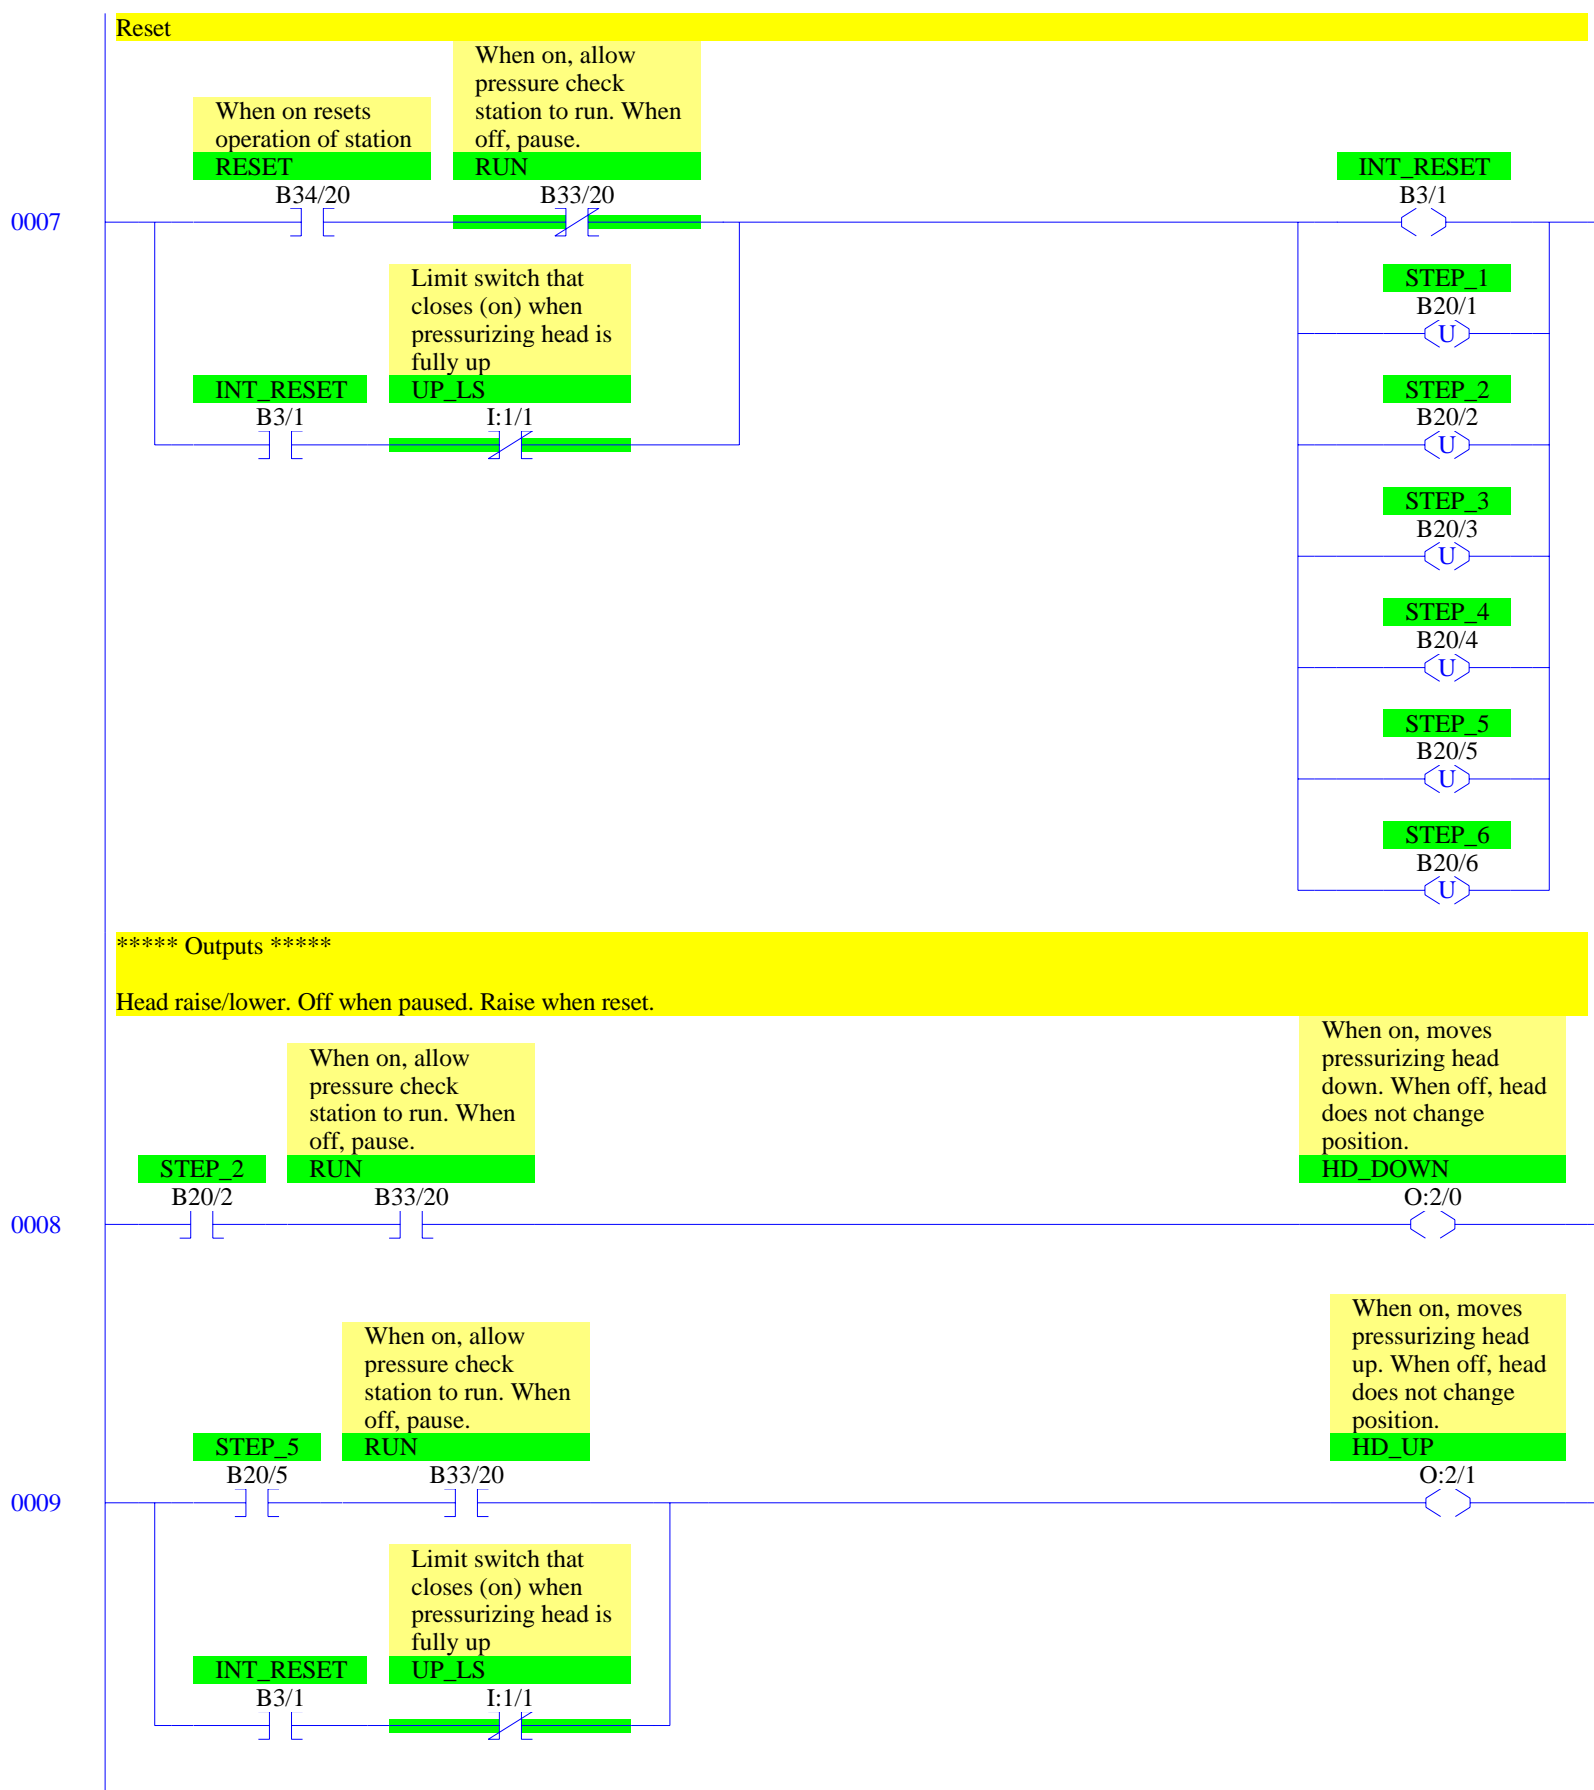 Reset
When on resets
operation of station
RESET
B34/20
When on, allow
pressure check
station to run. When
off, pause.
RUN
B33/20
INT_RESET
B3/1
0007
Limit switch that
closes (on) when
pressurizing head is
fully up
INT_RESET
B3/1
UP_LS
I:1/1
STEP_1
B20/1
U
STEP_2
B20/2
U
STEP_3
B20/3
U
STEP_4
B20/4
U
STEP_5
B20/5
U
STEP_6
B20/6
U
***** Outputs *****
Head raise/lower. Off when paused. Raise when reset.
STEP_2
B20/2
When on, allow
pressure check
station to run. When
off, pause.
RUN
B33/20
When on, moves
pressurizing head
down. When off, head
does not change
position.
HD_DOWN
O:2/0
0008
STEP_5
B20/5
When on, allow
pressure check
station to run. When
off, pause.
RUN
B33/20
When on, moves
pressurizing head
up. When off, head
does not change
position.
HD_UP
O:2/1
0009
Limit switch that
closes (on) when
pressurizing head is
fully up
INT_RESET
B3/1
UP_LS
I:1/1